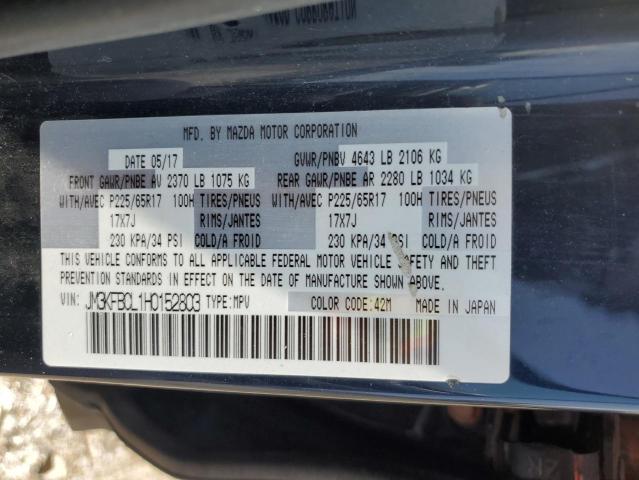 MFD. BY MAZDA MOTOR CORPORATION
DATE 05/17 GVWR/PNBV 4643 LB 2106 KG
FRONT GAWR/PNBE AV 2370 LB 1075 KG REAR GAWR/PNBE AR 2280 LB 1034 KG
WITH/AVEC P225/65R17 100H TIRES/PNEUS WITH/AVEC P225/65R17 100H TIRES/PNEUS
17X7J RIMS/JANTES 17X7J RIMS/JANTES
230 KPA/34 PSI COLD/A FROID 230 KPA/34 PSI COLD/A FROID
THIS VEHICLE CONFORMS TO ALL APPLICABLE FEDERAL MOTOR VEHICLE SAFETY AND THEFT
PREVENTION STANDARDS IN EFFECT ON THE DATE OF MANUFACTURE SHOWN ABOVE.
VIN: JM3KFBCL1H0152803 TYPE:MPV COLOR CODE:42M MADE IN JAPAN